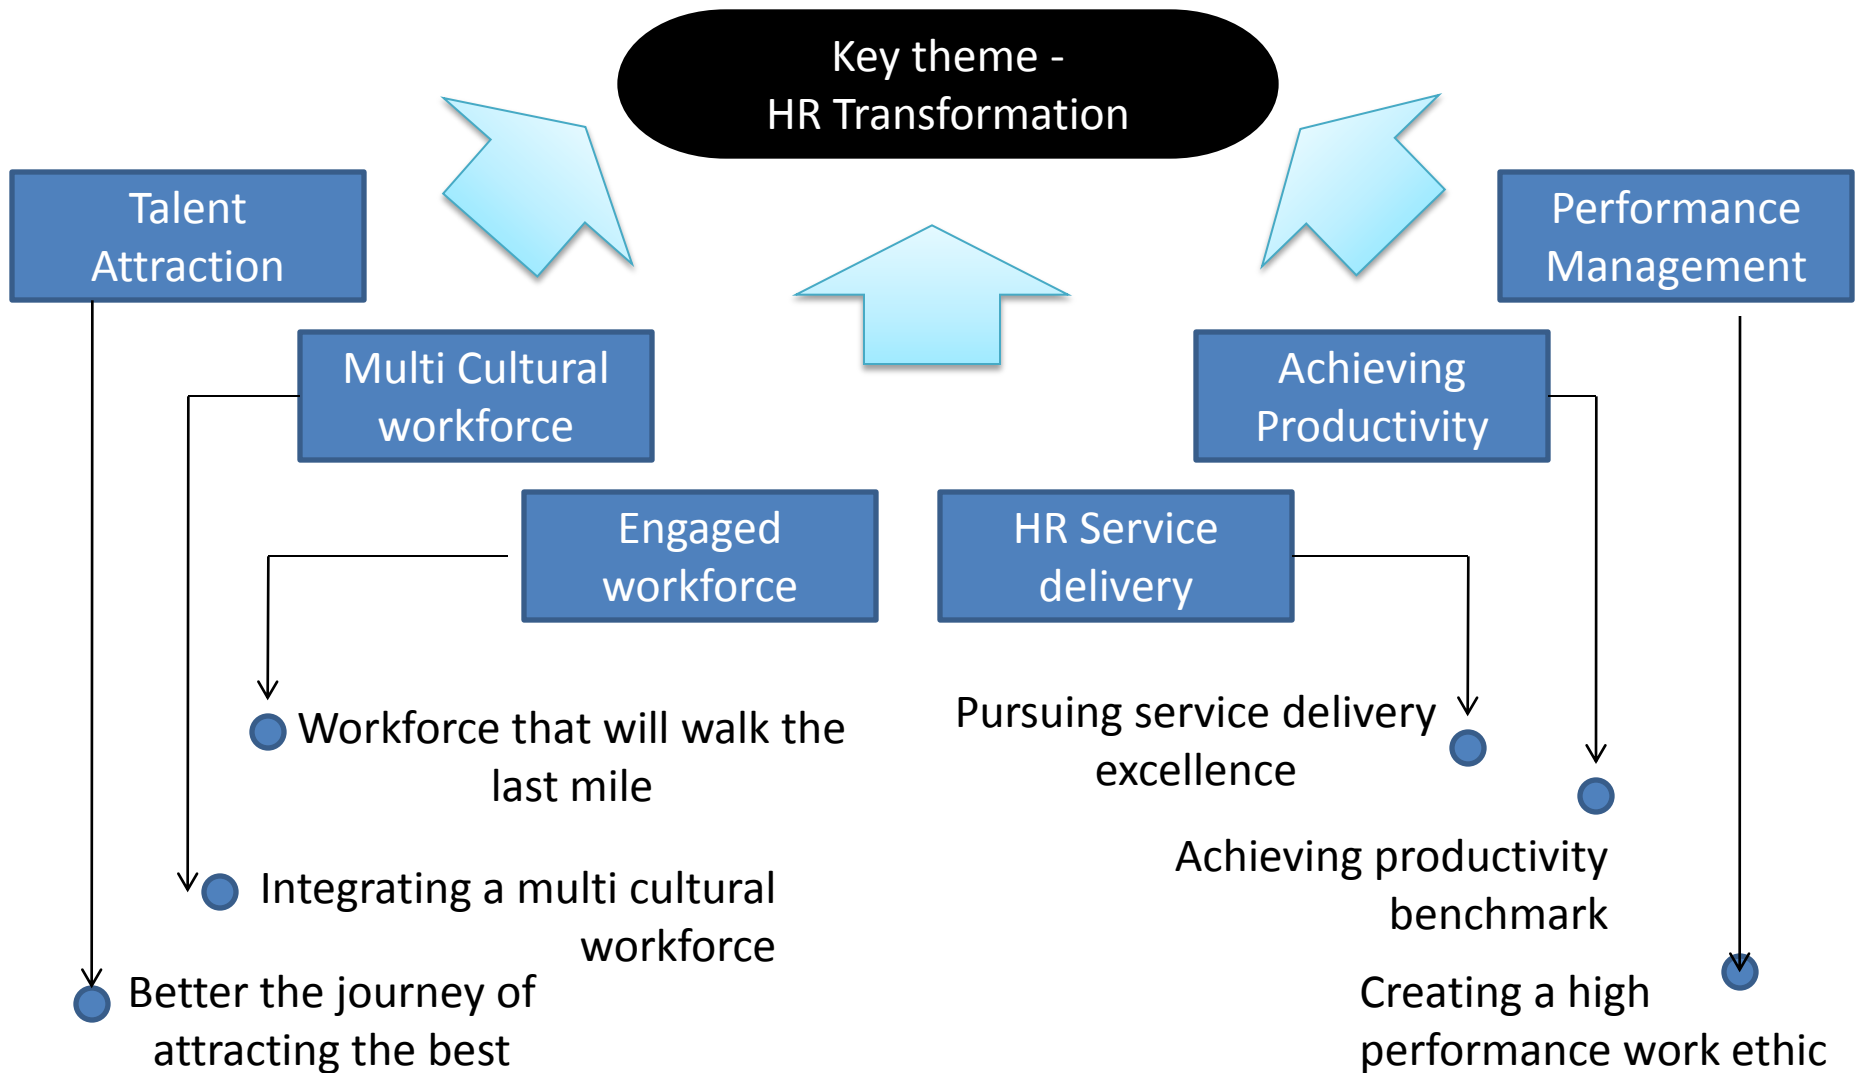 Key theme -
HR Transformation
Talent
Attraction
Performance
Management
Multi Cultural
workforce
Achieving
Productivity
Engaged
workforce
HR Service
delivery
Workforce that will walk the
last mile
Pursuing service delivery
excellence
Integrating a multi cultural
workforce
Achieving productivity
benchmark
Better the journey of
attracting the best
Creating a high
performance work ethic